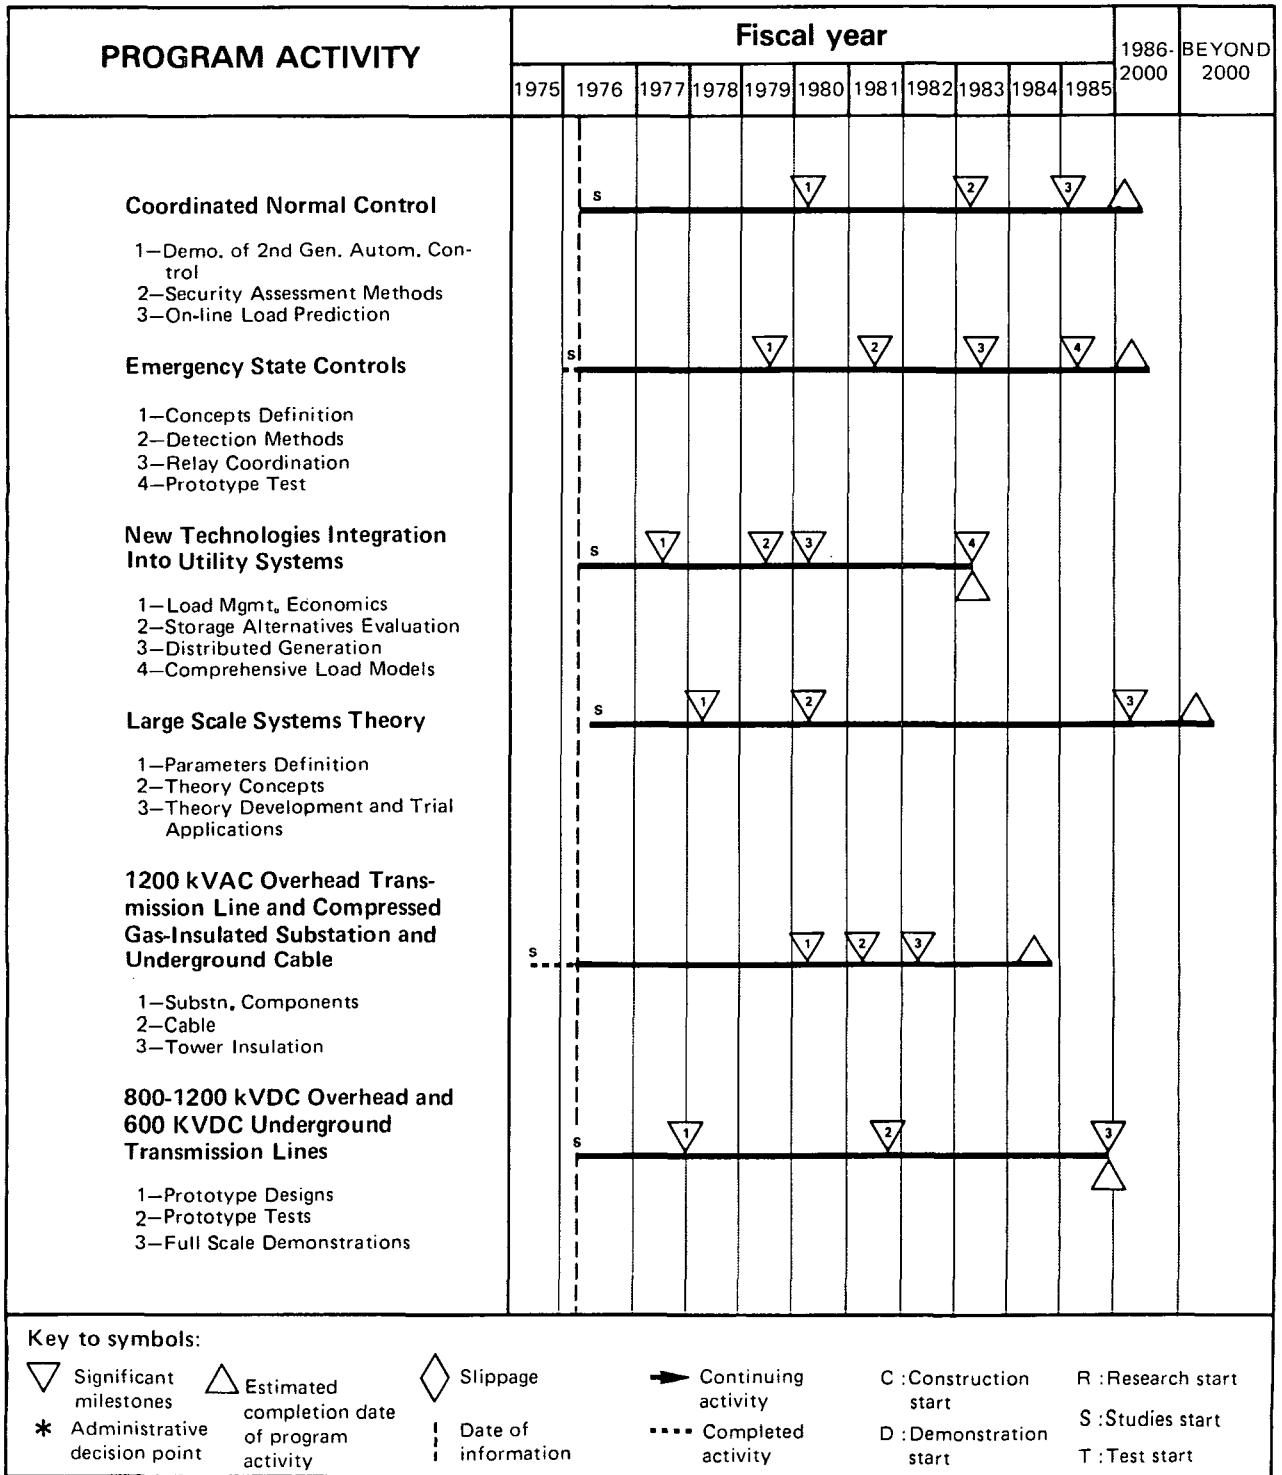 PROGRAM ACTIVITY
Fiscal year
1975 1976 1977 1978 1979 1980 1981 1982 1983 1984 1985
1986-
2000
BEYOND
2000
S 1 2 3
Coordinated Normal Control
1—Demo. of 2nd Gen. Autom. Con-
trol
2—Security Assessment Methods
3—On-line Load Prediction
S 1 2 3 4
Emergency State Controls
1—Concepts Definition
2—Detection Methods
3—Relay Coordination
4—Prototype Test
New Technologies Integration
Into Utility Systems
S 1 2 3 4
1—Load Mgmt. Economics
2—Storage Alternatives Evaluation
3—Distributed Generation
4—Comprehensive Load Models
Large Scale Systems Theory
S 1 2 3
1—Parameters Definition
2—Theory Concepts
3—Theory Development and Trial
Applications
1200 kVAC Overhead Trans-
mission Line and Compressed
Gas-Insulated Substation and
Underground Cable
S 1 2 3
1—Substn. Components
2—Cable
3—Tower Insulation
800-1200 kVDC Overhead and
600 KVDC Underground
Transmission Lines
S 1 2 3
1—Prototype Designs
2—Prototype Tests
3—Full Scale Demonstrations
Key to symbols:
Significant
milestones
* Administrative
decision point
Estimated
completion date
of program
activity
Slippage
Date of
information
Continuing
activity
Completed
activity
C :Construction
start
D :Demonstration
start
R :Research start
S :Studies start
T :Test start